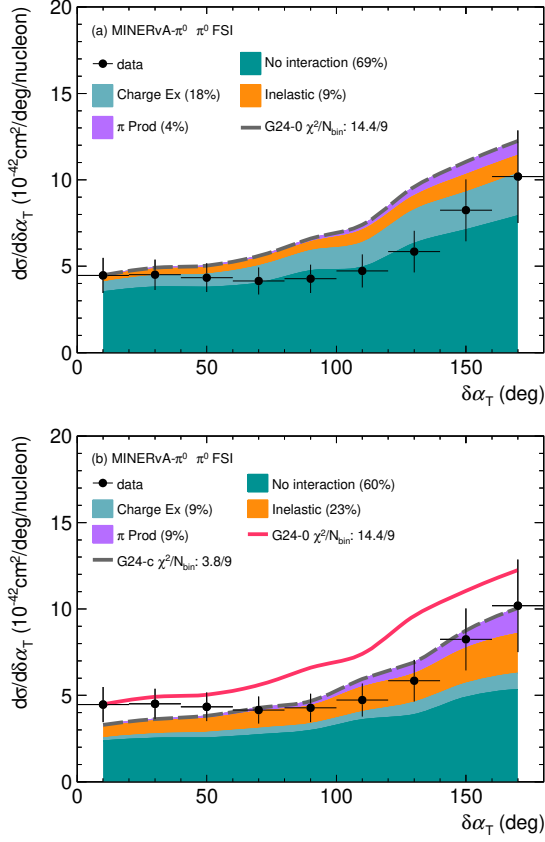 20
15
10
5
0
dσ/dδα_T (10⁻⁴²cm²/deg/nucleon)
(a) MINERvA-π⁰ π⁰ FSI
data
No interaction (69%)
Charge Ex (18%)
Inelastic (9%)
π Prod (4%)
G24-0 χ²/N_bin: 14.4/9
0 50 100 150
δα_T (deg)
20
15
10
5
0
dσ/dδα_T (10⁻⁴²cm²/deg/nucleon)
(b) MINERvA-π⁰ π⁰ FSI
data
No interaction (60%)
Charge Ex (9%)
Inelastic (23%)
π Prod (9%)
G24-0 χ²/N_bin: 14.4/9
G24-c χ²/N_bin: 3.8/9
0 50 100 150
δα_T (deg)